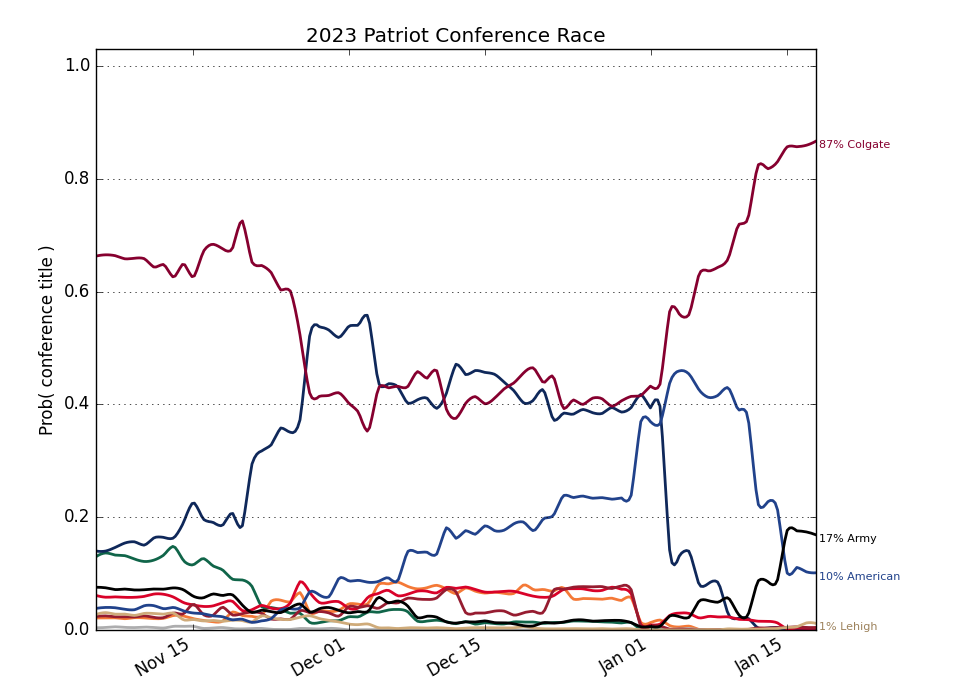 2023 Patriot Conference Race
Prob( conference title )
1.0
0.8
0.6
0.4
0.2
0.0
87% Colgate
17% Army
10% American
1% Lehigh
Nov 15
Dec 01
Dec 15
Jan 01
Jan 15